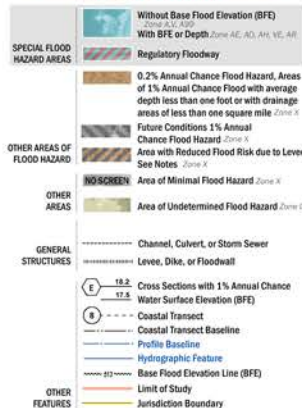 Without Base Flood Elevation (BFE)
Zone A,V, A99
With BFE or Depth Zone AE, AO, AH, VE, AR
SPECIAL FLOOD
HAZARD AREAS
Regulatory Floodway
0.2% Annual Chance Flood Hazard, Areas
of 1% Annual Chance Flood with average
depth less than one foot or with drainage
areas of less than one square mile Zone X
Future Conditions 1% Annual
Chance Flood Hazard Zone X
OTHER AREAS OF
FLOOD HAZARD
Area with Reduced Flood Risk due to Levee
See Notes Zone X
NO SCREEN Area of Minimal Flood Hazard Zone X
OTHER
AREAS
Area of Undetermined Flood Hazard Zone D
GENERAL
STRUCTURES
Channel, Culvert, or Storm Sewer
Levee, Dike, or Floodwall
E 18.2 Cross Sections with 1% Annual Chance
17.5 Water Surface Elevation (BFE)
8 Coastal Transect
Coastal Transect Baseline
Profile Baseline
Hydrographic Feature
513 Base Flood Elevation Line (BFE)
OTHER
FEATURES
Limit of Study
Jurisdiction Boundary